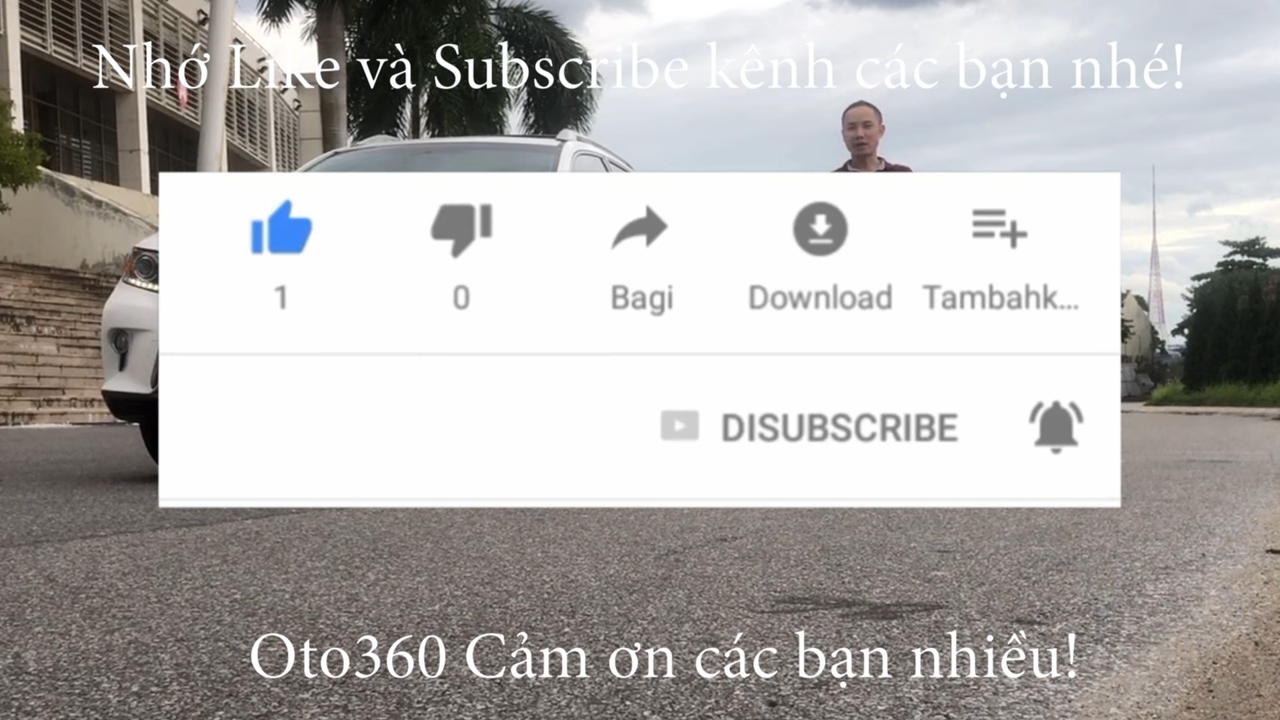 Nhớ Like và Subscribe kênh các bạn nhé!
1 0 Bagi Download Tambahk...
DISUBSCRIBE
Oto360 Cảm ơn các bạn nhiều!